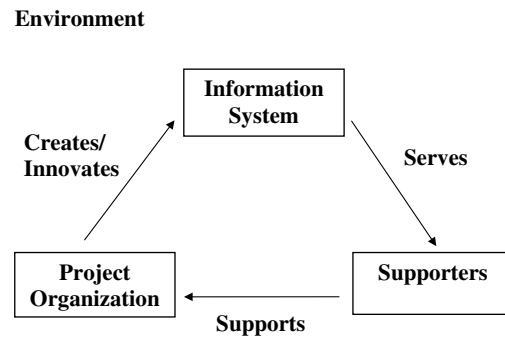 Environment
Information
System
Creates/
Innovates
Serves
Project
Organization
Supporters
Supports